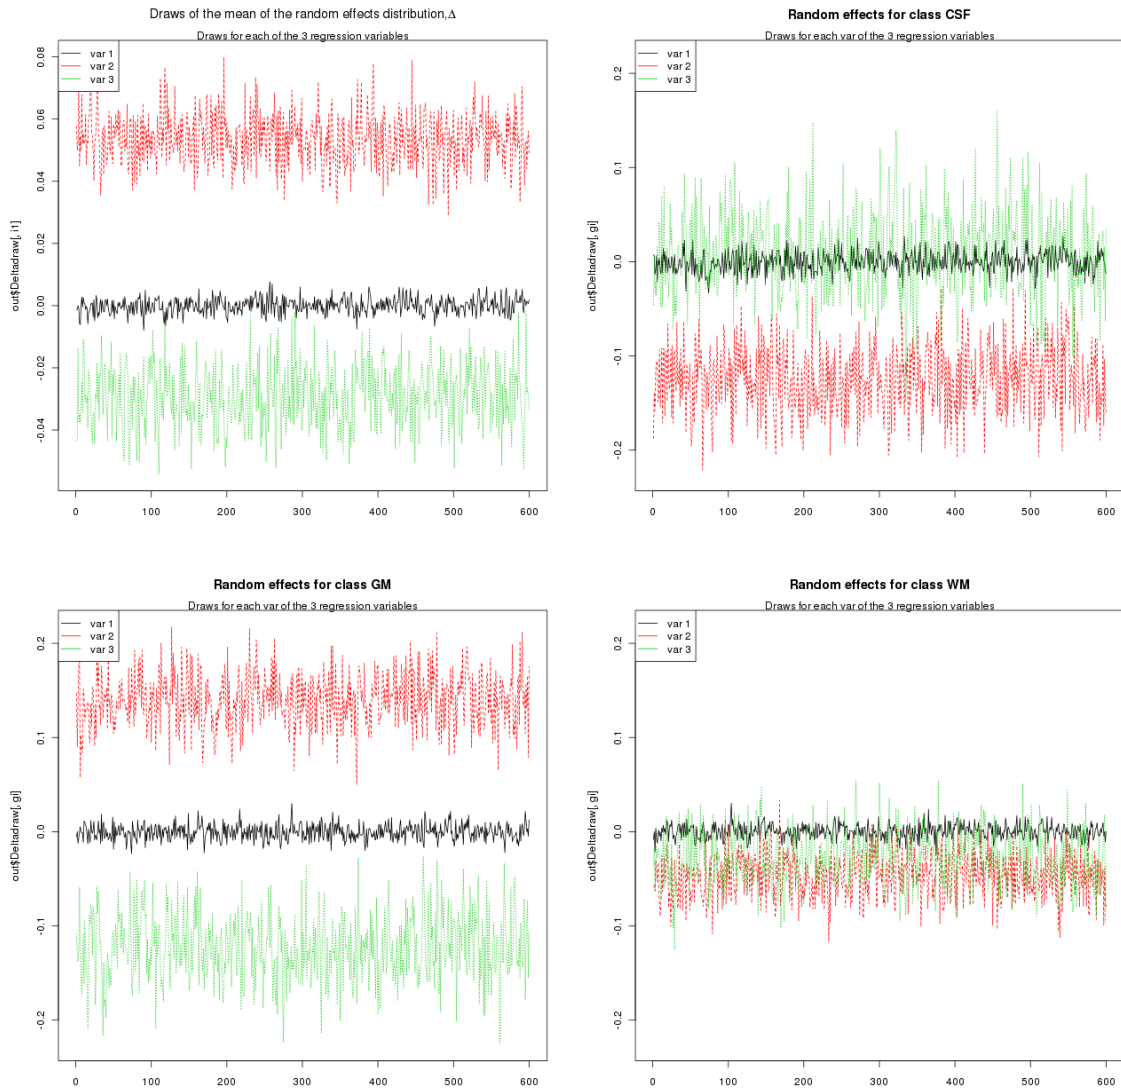 Draws of the mean of the random effects distribution,Δ
Draws for each of the 3 regression variables
var 1
var 2
var 3
out$Deltadraw[, i1]
0.08
0.06
0.04
0.02
0.00
-0.02
-0.04
0 100 200 300 400 500 600
Random effects for class CSF
Draws for each var of the 3 regression variables
var 1
var 2
var 3
out$Deltadraw[, gi]
0.2
0.1
0.0
-0.1
-0.2
0 100 200 300 400 500 600
Random effects for class GM
Draws for each var of the 3 regression variables
var 1
var 2
var 3
out$Deltadraw[, gi]
0.2
0.1
0.0
-0.1
-0.2
0 100 200 300 400 500 600
Random effects for class WM
Draws for each var of the 3 regression variables
var 1
var 2
var 3
out$Deltadraw[, gi]
0.2
0.1
0.0
-0.1
-0.2
0 100 200 300 400 500 600